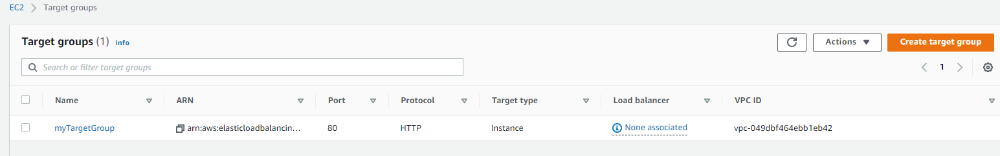 EC2 > Target groups
Target groups (1) Info
Actions
Create target group
Search or filter target groups
1
Name ARN Port Protocol Target type Load balancer VPC ID
myTargetGroup arn:aws:elasticloadbalancin... 80 HTTP Instance None associated vpc-049dbf464ebb1eb42